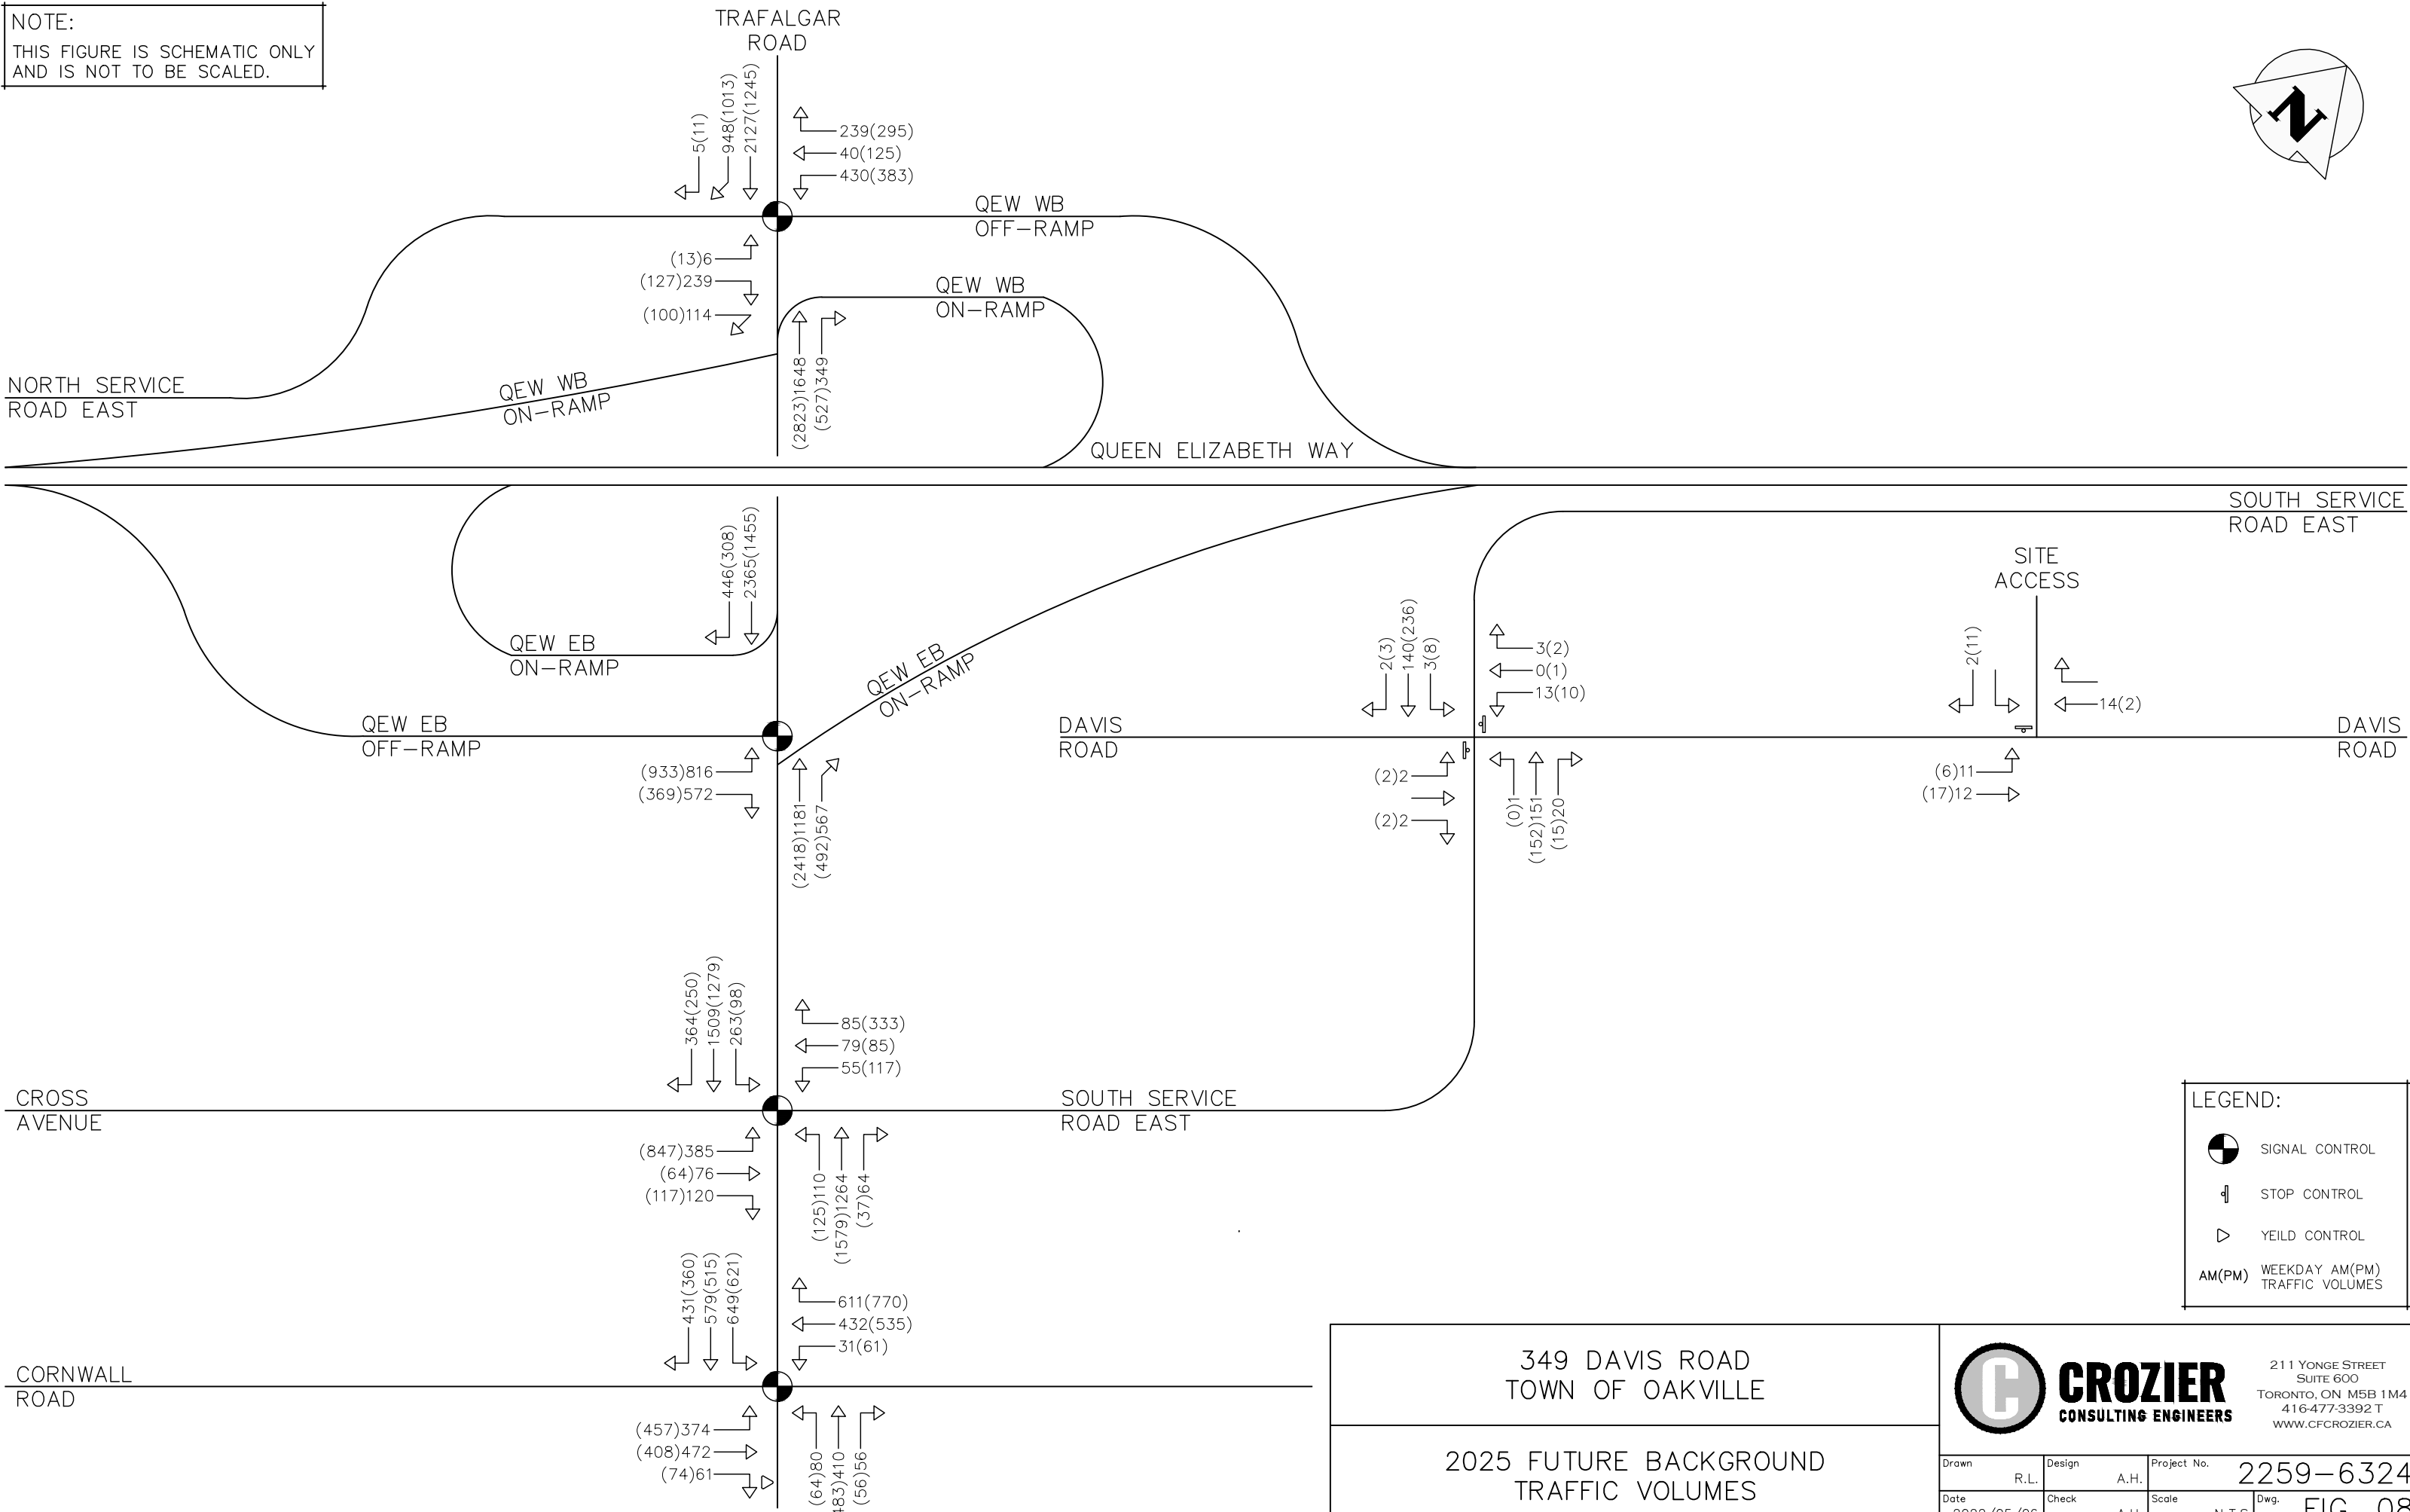 NOTE:
THIS FIGURE IS SCHEMATIC ONLY
AND IS NOT TO BE SCALED.
TRAFALGAR
ROAD
N
5(11)
948(1013)
2127(1245)
239(295)
40(125)
430(383)
QEW WB
OFF-RAMP
(13)6
(127)239
(100)114
QEW WB
ON-RAMP
(2823)1648
(527)349
NORTH SERVICE
ROAD EAST
QEW WB
ON-RAMP
QUEEN ELIZABETH WAY
SOUTH SERVICE
ROAD EAST
446(308)
2365(1455)
QEW EB
ON-RAMP
QEW EB
ON-RAMP
QEW EB
OFF-RAMP
(933)816
(369)572
(2418)1181
(492)567
SITE
ACCESS
2(3)
140(236)
3(8)
3(2)
0(1)
13(10)
2(11)
14(2)
DAVIS
ROAD
DAVIS
ROAD
(2)2
(2)2
(0)1
(152)151
(15)20
(6)11
(17)12
364(250)
1509(1279)
263(98)
85(333)
79(85)
55(117)
CROSS
AVENUE
SOUTH SERVICE
ROAD EAST
(847)385
(64)76
(117)120
(125)110
(1579)1264
(37)64
431(360)
579(515)
649(621)
611(770)
432(535)
31(61)
CORNWALL
ROAD
(457)374
(408)472
(74)61
(64)80
483)410
(56)56
LEGEND:
SIGNAL CONTROL
STOP CONTROL
YEILD CONTROL
AM(PM) WEEKDAY AM(PM)
TRAFFIC VOLUMES
349 DAVIS ROAD
TOWN OF OAKVILLE
2025 FUTURE BACKGROUND
TRAFFIC VOLUMES
C CROZIER
CONSULTING ENGINEERS
211 YONGE STREET
SUITE 600
TORONTO, ON M5B 1M4
416-477-3392 T
WWW.CFCROZIER.CA
Drawn R.L. Design A.H. Project No. 2259-6324
Date Check Scale Dwg. FIG. 08